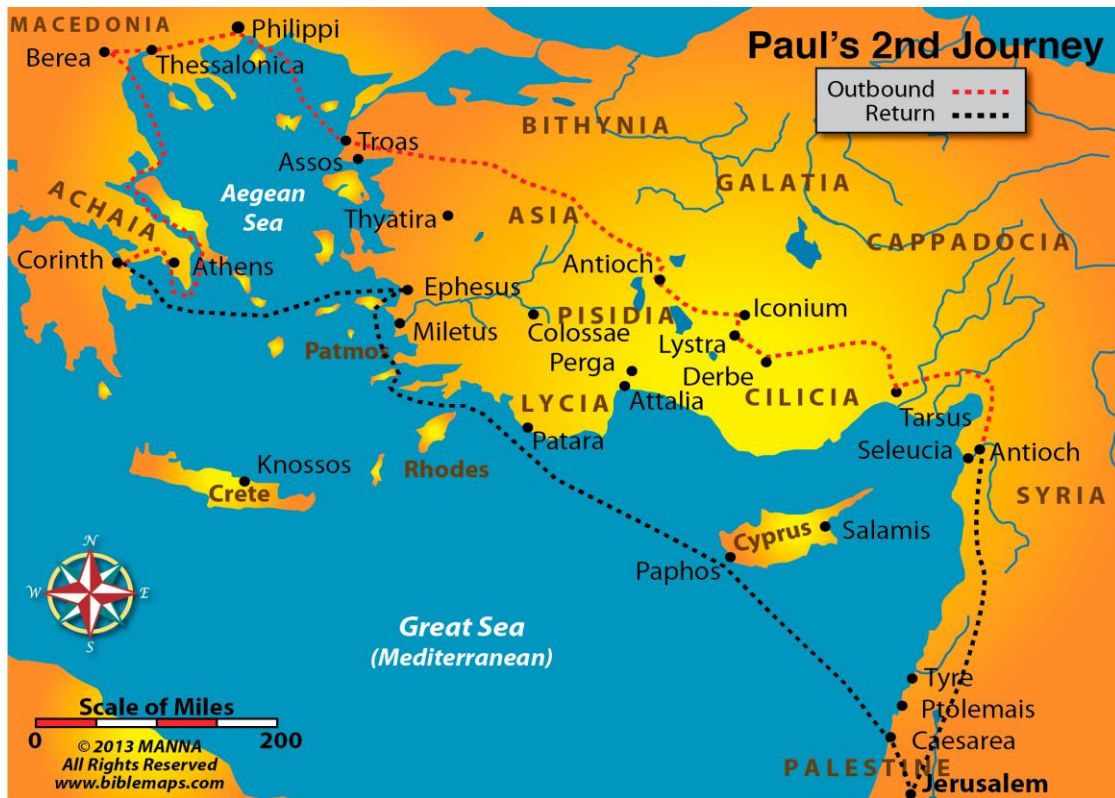 MACEDONIA
Philippi
Berea
Thessalonica
Paul's 2nd Journey
Outbound
Return
BITHYNIA
Troas
Assos
GALATIA
Aegean
Sea
ACHAIA
Thyatira
ASIA
CAPPADOCIA
Corinth
Athens
Antioch
Ephesus
PISIDIA
Iconium
Miletus
Colossae
Lystra
Patmos
Perga
Derbe
LYCIA
Attalia
CILICIA
Tarsus
Patara
Seleucia
Antioch
Knossos
Rhodes
Crete
SYRIA
Cyprus
Salamis
Paphos
N
W
E
S
Great Sea
(Mediterranean)
Tyre
Scale of Miles
0
200
Ptolemais
© 2013 MANNA
All Rights Reserved
www.biblemaps.com
Caesarea
PALESTINE
Jerusalem